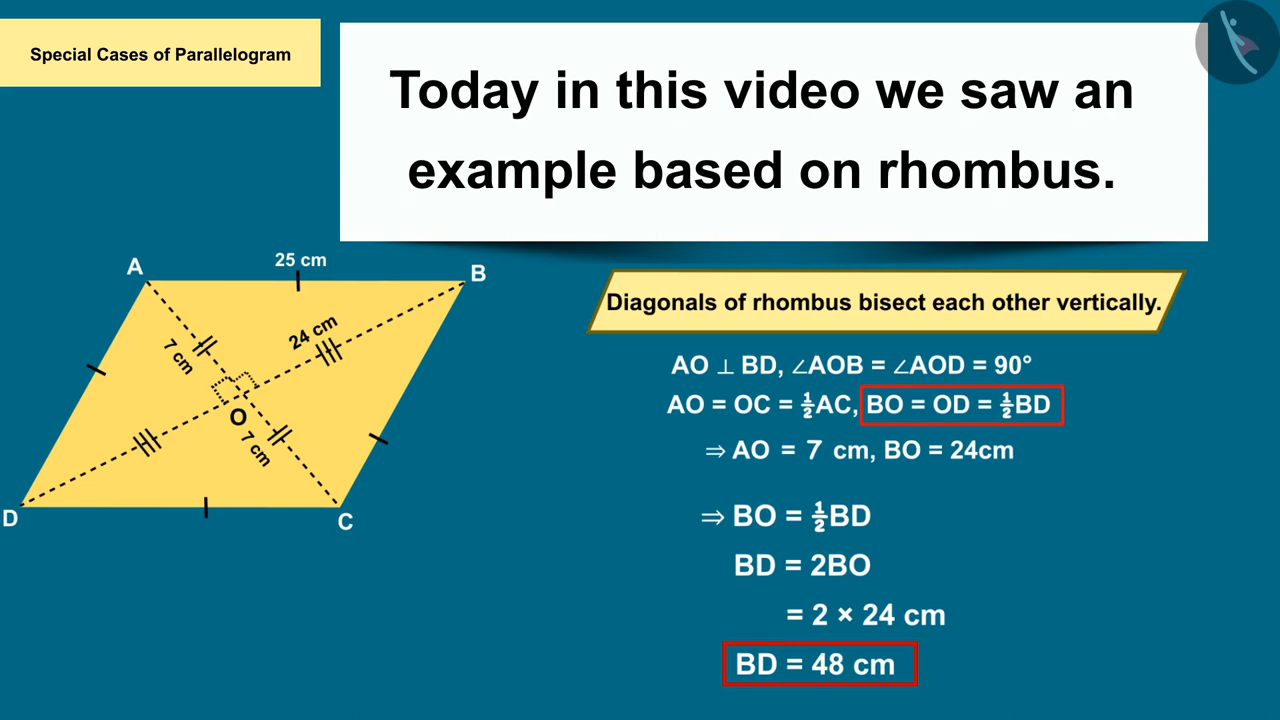 Special Cases of Parallelogram
Today in this video we saw an
example based on rhombus.
A
25 cm
B
7 cm
24 cm
O
7 cm
D
C
Diagonals of rhombus bisect each other vertically.
AO ⊥ BD, ∠AOB = ∠AOD = 90°
AO = OC = ½AC, BO = OD = ½BD
⇒ AO = 7 cm, BO = 24cm
⇒ BO = ½BD
BD = 2BO
= 2 × 24 cm
BD = 48 cm